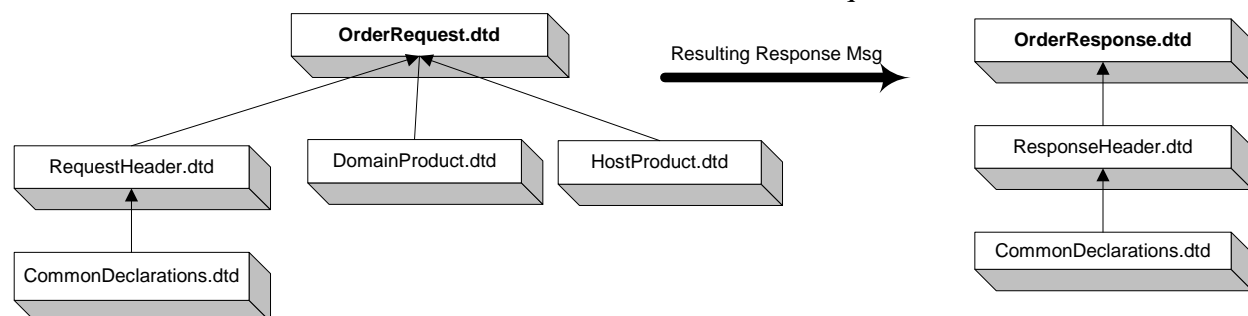 OrderRequest.dtd
Resulting Response Msg
OrderResponse.dtd
RequestHeader.dtd
DomainProduct.dtd
HostProduct.dtd
ResponseHeader.dtd
CommonDeclarations.dtd
CommonDeclarations.dtd